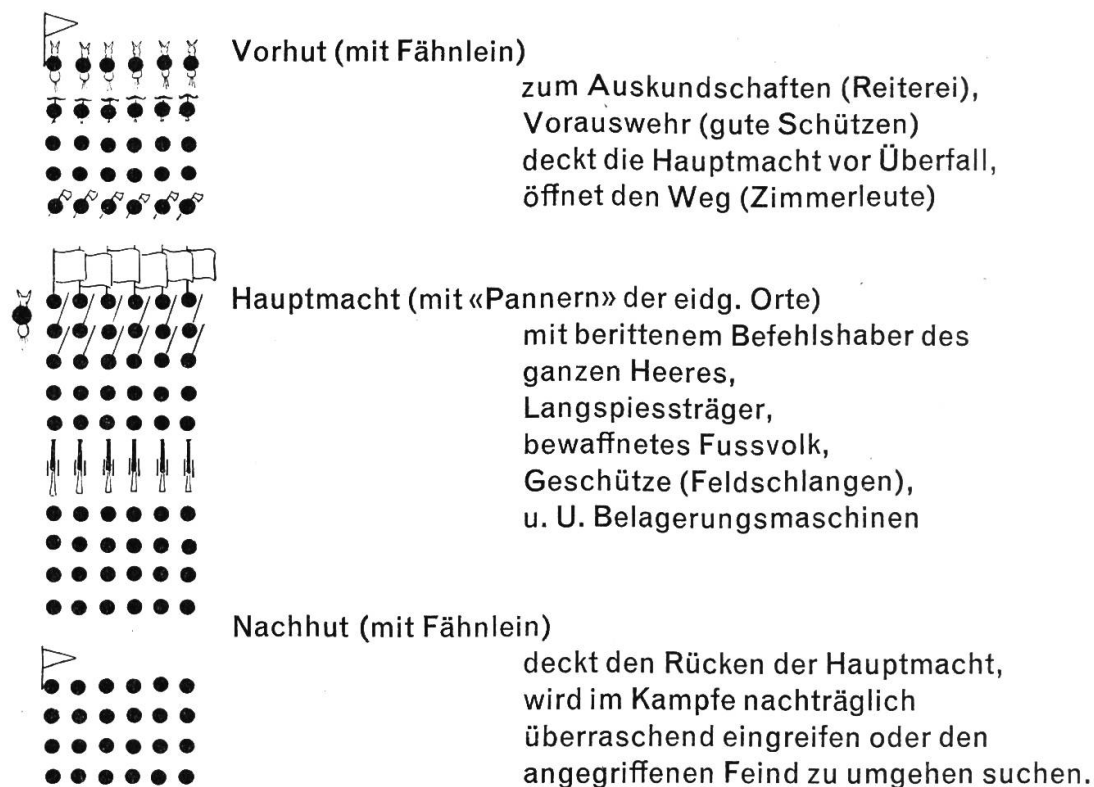 Vorhut (mit Fähnlein)
zum Auskundschaften (Reiterei),
Vorauswehr (gute Schützen)
deckt die Hauptmacht vor Überfall,
öffnet den Weg (Zimmerleute)
Hauptmacht (mit «Pannern» der eidg. Orte)
mit berittenem Befehlshaber des
ganzen Heeres,
Langspiessträger,
bewaffnetes Fussvolk,
Geschütze (Feldschlangen),
u. U. Belagerungsmaschinen
Nachhut (mit Fähnlein)
deckt den Rücken der Hauptmacht,
wird im Kampfe nachträglich
überraschend eingreifen oder den
angegriffenen Feind zu umgehen suchen.